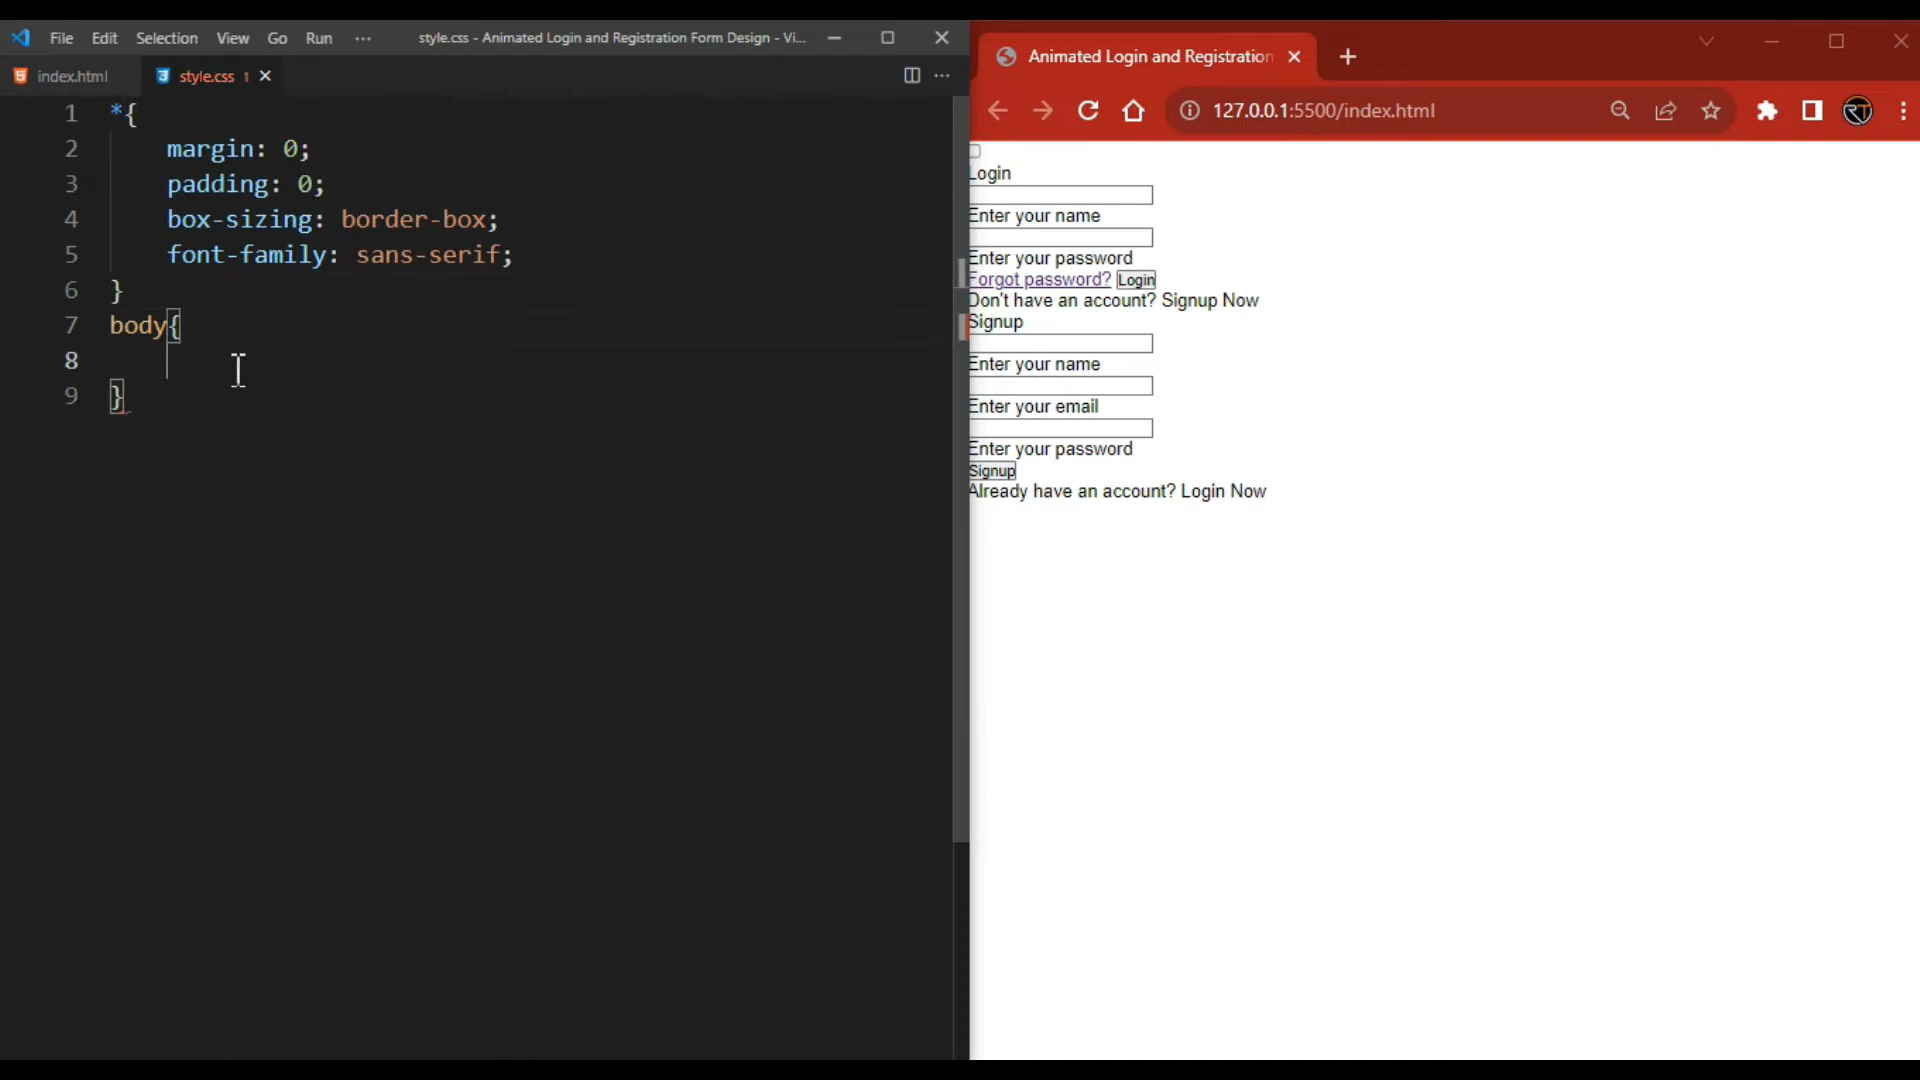 File Edit Selection View Go Run ··· style.css - Animated Login and Registration Form Design - Vi...
index.html style.css 1
1 *{
2 margin: 0;
3 padding: 0;
4 box-sizing: border-box;
5 font-family: sans-serif;
6 }
7 body{
8
9 }
Animated Login and Registration
127.0.0.1:5500/index.html
RT
Login
Enter your name
Enter your password
Forgot password? Login
Don't have an account? Signup Now
Signup
Enter your name
Enter your email
Enter your password
Signup
Already have an account? Login Now